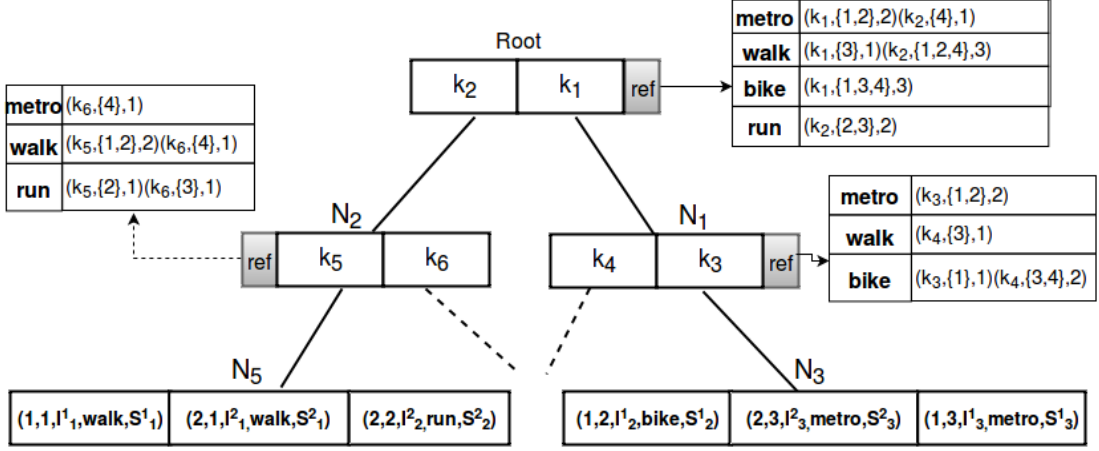 Root
k₂ k₁ ref
metro (k₁,{1,2},2)(k₂,{4},1)
walk (k₁,{3},1)(k₂,{1,2,4},3)
bike (k₁,{1,3,4},3)
run (k₂,{2,3},2)
metro (k₆,{4},1)
walk (k₅,{1,2},2)(k₆,{4},1)
run (k₅,{2},1)(k₆,{3},1)
N₂
ref k₅ k₆
N₁
k₄ k₃ ref
metro (k₃,{1,2},2)
walk (k₄,{3},1)
bike (k₃,{1},1)(k₄,{3,4},2)
N₅
(1,1,I¹₁,walk,S¹₁) (2,1,I²₁,walk,S²₁) (2,2,I²₂,run,S²₂)
N₃
(1,2,I¹₂,bike,S¹₂) (2,3,I²₃,metro,S²₃) (1,3,I¹₃,metro,S¹₃)